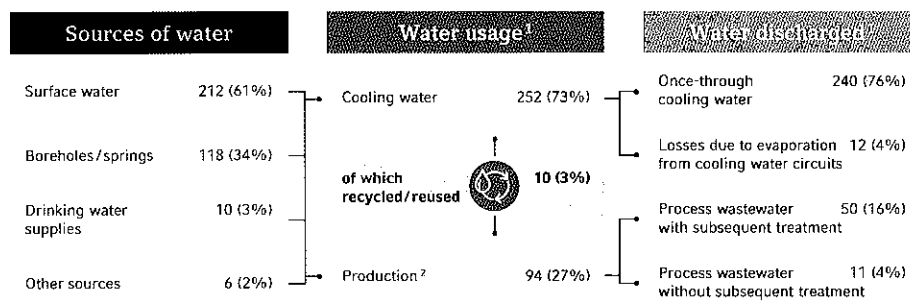 Sources of water
Surface water 212 (61%)
Boreholes/springs 118 (34%)
Drinking water 10 (3%)
supplies
Other sources 6 (2%)
Water usage¹
Cooling water 252 (73%)
of which
recycled/reused 10 (3%)
Production² 94 (27%)
Water discharged
Once-through 240 (76%)
cooling water
Losses due to evaporation 12 (4%)
from cooling water circuits
Process wastewater 50 (16%)
with subsequent treatment
Process wastewater 11 (4%)
without subsequent treatment